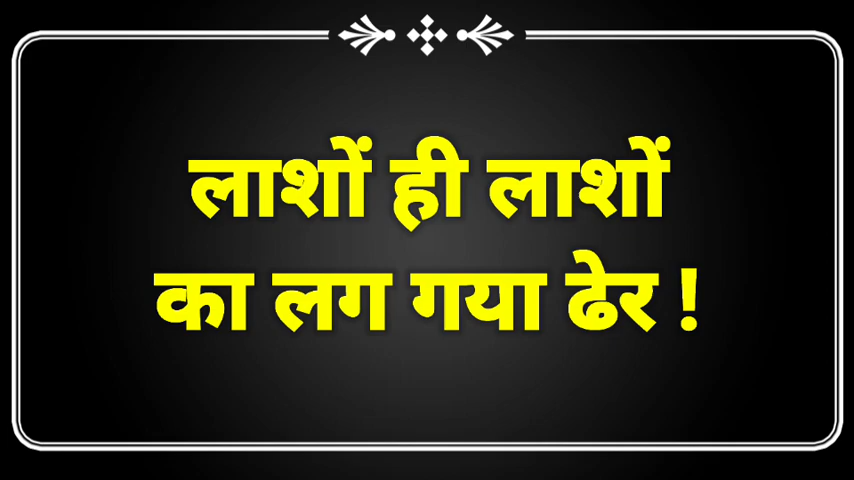 लाशों ही लाशों
का लग गया ढेर !